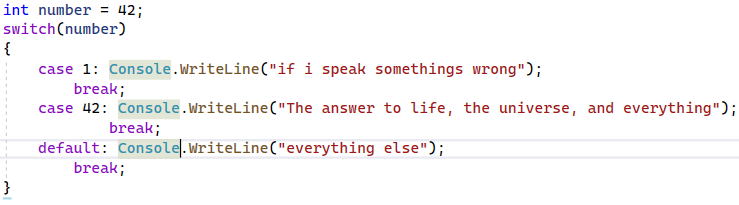 int number = 42;
switch(number)
{
    case 1: Console.WriteLine("if i speak somethings wrong");
        break;
    case 42: Console.WriteLine("The answer to life, the universe, and everything");
            break;
    default: Console.WriteLine("everything else");
        break;
}